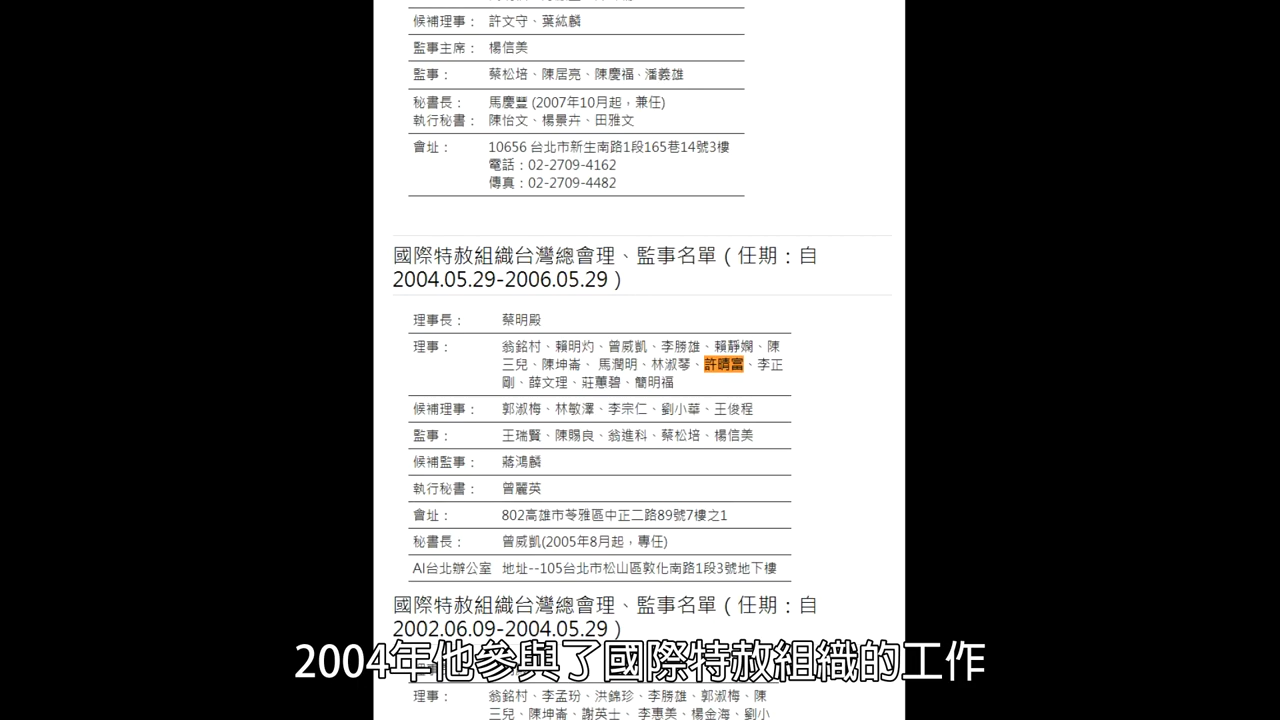 候補理事： 許文守、葉紘麟
監事主席： 楊信美
監事： 蔡松培、陳居亮、陳慶福﹑潘義雄
秘書長： 馬慶豐 (2007年10月起，兼任)
執行秘書： 陳怡文、楊景卉、田雅文
會址： 10656 台北市新生南路1段165巷14號3樓
電話：02-2709-4162
傳真：02-2709-4482
國際特赦組織台灣總會理、監事名單（任期：自
2004.05.29-2006.05.29）
理事長： 蔡明殿
理事： 翁銘村、賴明灼、曾威凱、李勝雄、賴靜嫻、陳
三兒、陳坤崙、 馬潤明、林淑琴、許晴富、李正
剛、薛文理、莊蕙碧、簡明福
候補理事： 郭淑梅、林敏澤、李宗仁、劉小華、王俊程
監事： 王瑞賢、陳賜良、翁進科、蔡松培、楊信美
候補監事： 蔣鴻麟
執行秘書： 曾麗英
會址： 802高雄市苓雅區中正二路89號7樓之1
秘書長： 曾威凱(2005年8月起，專任)
AI台北辦公室 地址--105台北市松山區敦化南路1段3號地下樓
國際特赦組織台灣總會理、監事名單（任期：自
2002.06.09-2004.05.29）
2004年他參與了國際特赦組織的工作
理事： 翁銘村、李孟玢、洪錦珍、李勝雄、郭淑梅、陳
三兒、陳坤崙、謝英士、 李惠美、楊金海、劉小